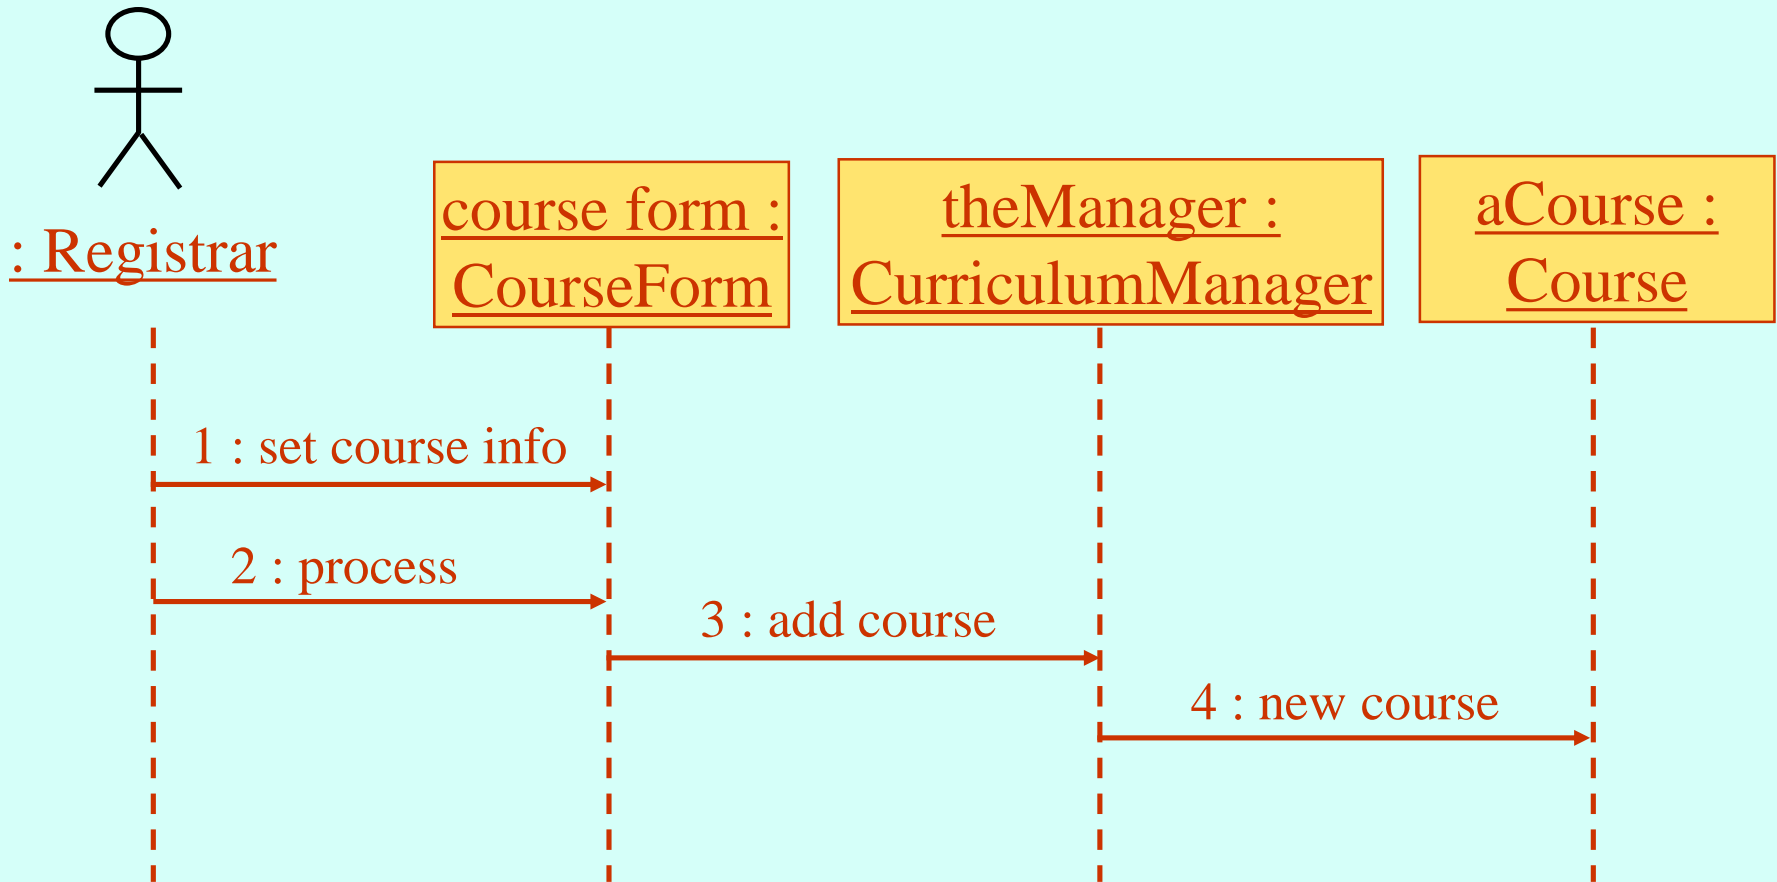 : Registrar
course form :
CourseForm
theManager :
CurriculumManager
aCourse :
Course
1 : set course info
2 : process
3 : add course
4 : new course